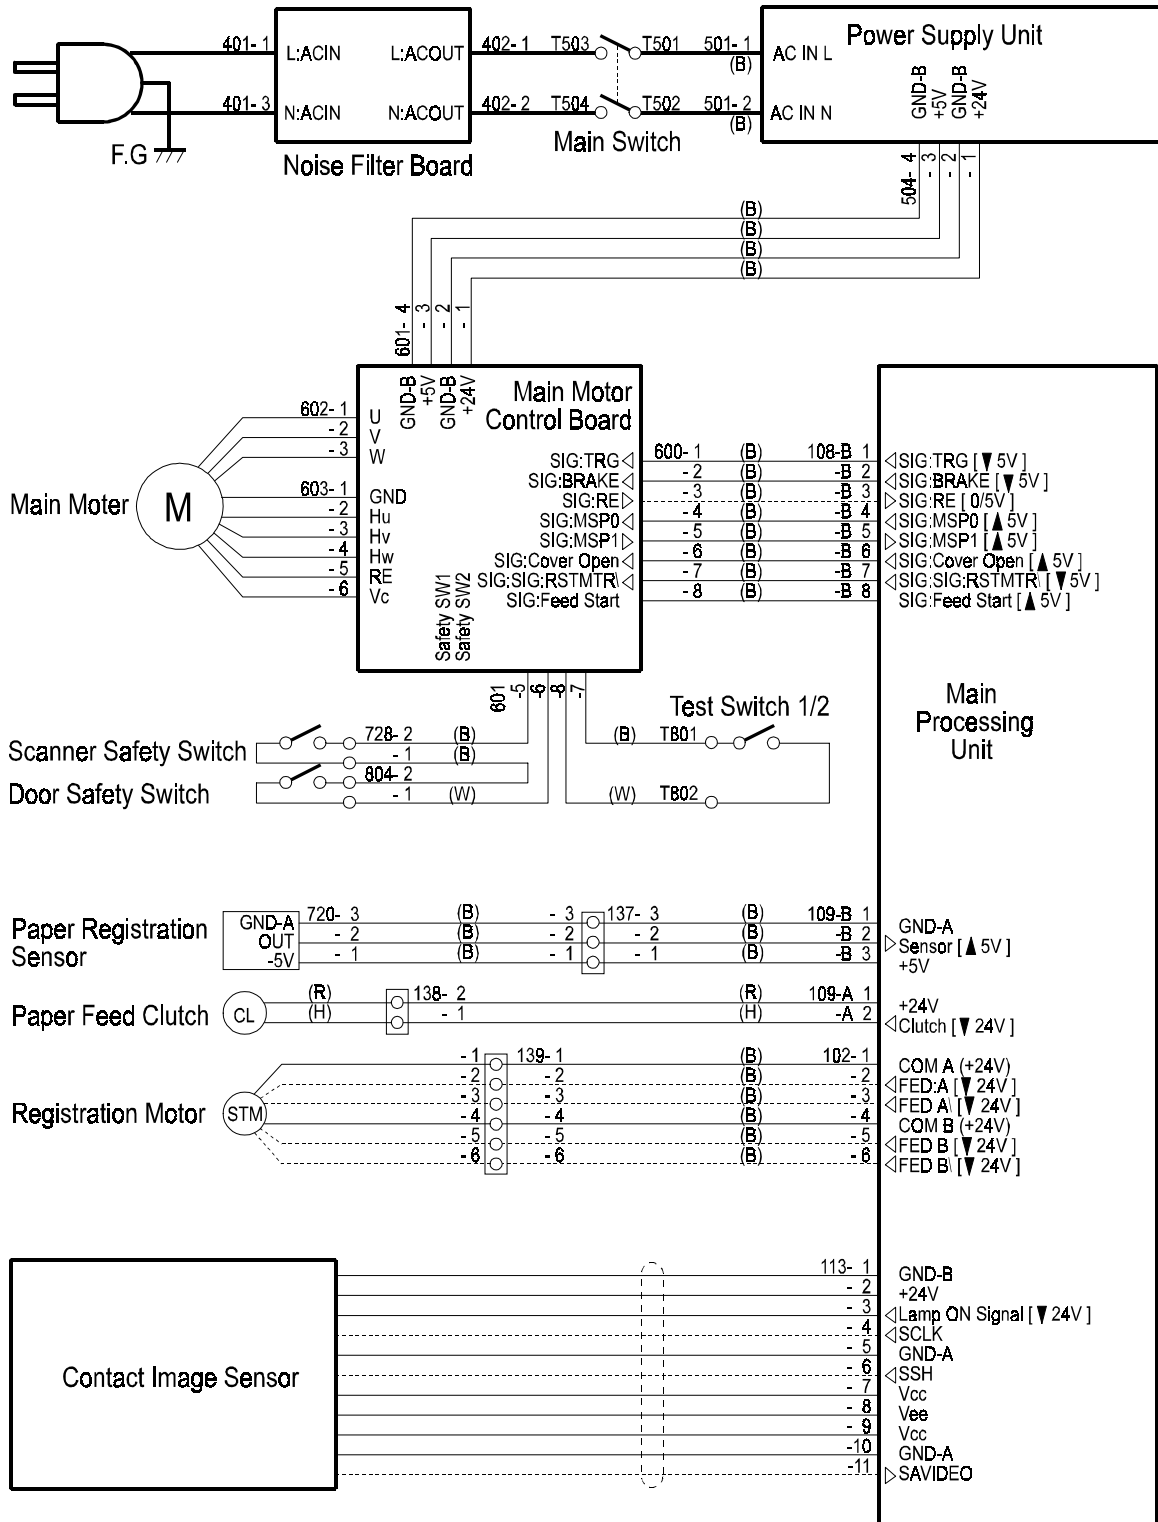 401- 1 L:ACIN L:ACOUT 402- 1 T503 T501 501- 1 (B) AC IN L
Power Supply Unit
GND-B +5V GND-B +24V
401- 3 N:ACIN N:ACOUT 402- 2 T504 T502 501- 2 (B) AC IN N
F.G
Noise Filter Board
Main Switch
504- 4 - 3 - 2 - 1
(B)
(B)
(B)
(B)
601- 4 - 3 - 2 - 1
GND-B +5V GND-B +24V
Main Motor
Control Board
Main Moter
M
602- 1 U
- 2 V
- 3 W
603- 1 GND
- 2 Hu
- 3 Hv
- 4 Hw
- 5 RE
- 6 Vc
Safety SW1
Safety SW2
SIG:TRG 600- 1 (B) 108-B 1 SIG:TRG [▼5V]
SIG:BRAKE - 2 (B) -B 2 SIG:BRAKE [▼5V]
SIG:RE - 3 (B) -B 3 SIG:RE [ 0/5V]
SIG:MSP0 - 4 (B) -B 4 SIG:MSP0 [▲5V]
SIG:MSP1 - 5 (B) -B 5 SIG:MSP1 [▲5V]
SIG:Cover Open - 6 (B) -B 6 SIG:Cover Open [▲5V]
SIG:SIG:RSTMTR\ - 7 (B) -B 7 SIG:SIG:RSTMTR\ [▼5V]
SIG:Feed Start - 8 (B) -B 8 SIG:Feed Start [▲ 5V ]
601 -5 -6 -8 -7
Main
Processing
Unit
Test Switch 1/2
Scanner Safety Switch
728- 2 (B)
- 1 (B)
Door Safety Switch
804- 2
- 1 (W)
(B) TB01
(W) TB02
Paper Registration
Sensor
GND-A 720- 3 (B) - 3 137- 3 (B) 109-B 1 GND-A
OUT - 2 (B) - 2 - 2 (B) -B 2 Sensor [▲5V]
-5V - 1 (B) - 1 - 1 (B) -B 3 +5V
Paper Feed Clutch
CL
(R) 138- 2 (R) 109-A 1 +24V
(H) - 1 (H) -A 2 Clutch [▼ 24V ]
Registration Motor
STM
- 1 139- 1 (B) 102- 1 COM A (+24V)
- 2 - 2 (B) - 2 FED:A [▼ 24V]
- 3 - 3 (B) - 3 FED A\ [▼ 24V]
- 4 - 4 (B) - 4 COM B (+24V)
- 5 - 5 (B) - 5 FED B [▼ 24V ]
- 6 - 6 (B) - 6 FED B\ [▼ 24V ]
Contact Image Sensor
113- 1 GND-B
- 2 +24V
- 3 Lamp ON Signal [▼ 24V ]
- 4 SCLK
- 5 GND-A
- 6 SSH
- 7 Vcc
- 8 Vee
- 9 Vcc
-10 GND-A
-11 SAVIDEO